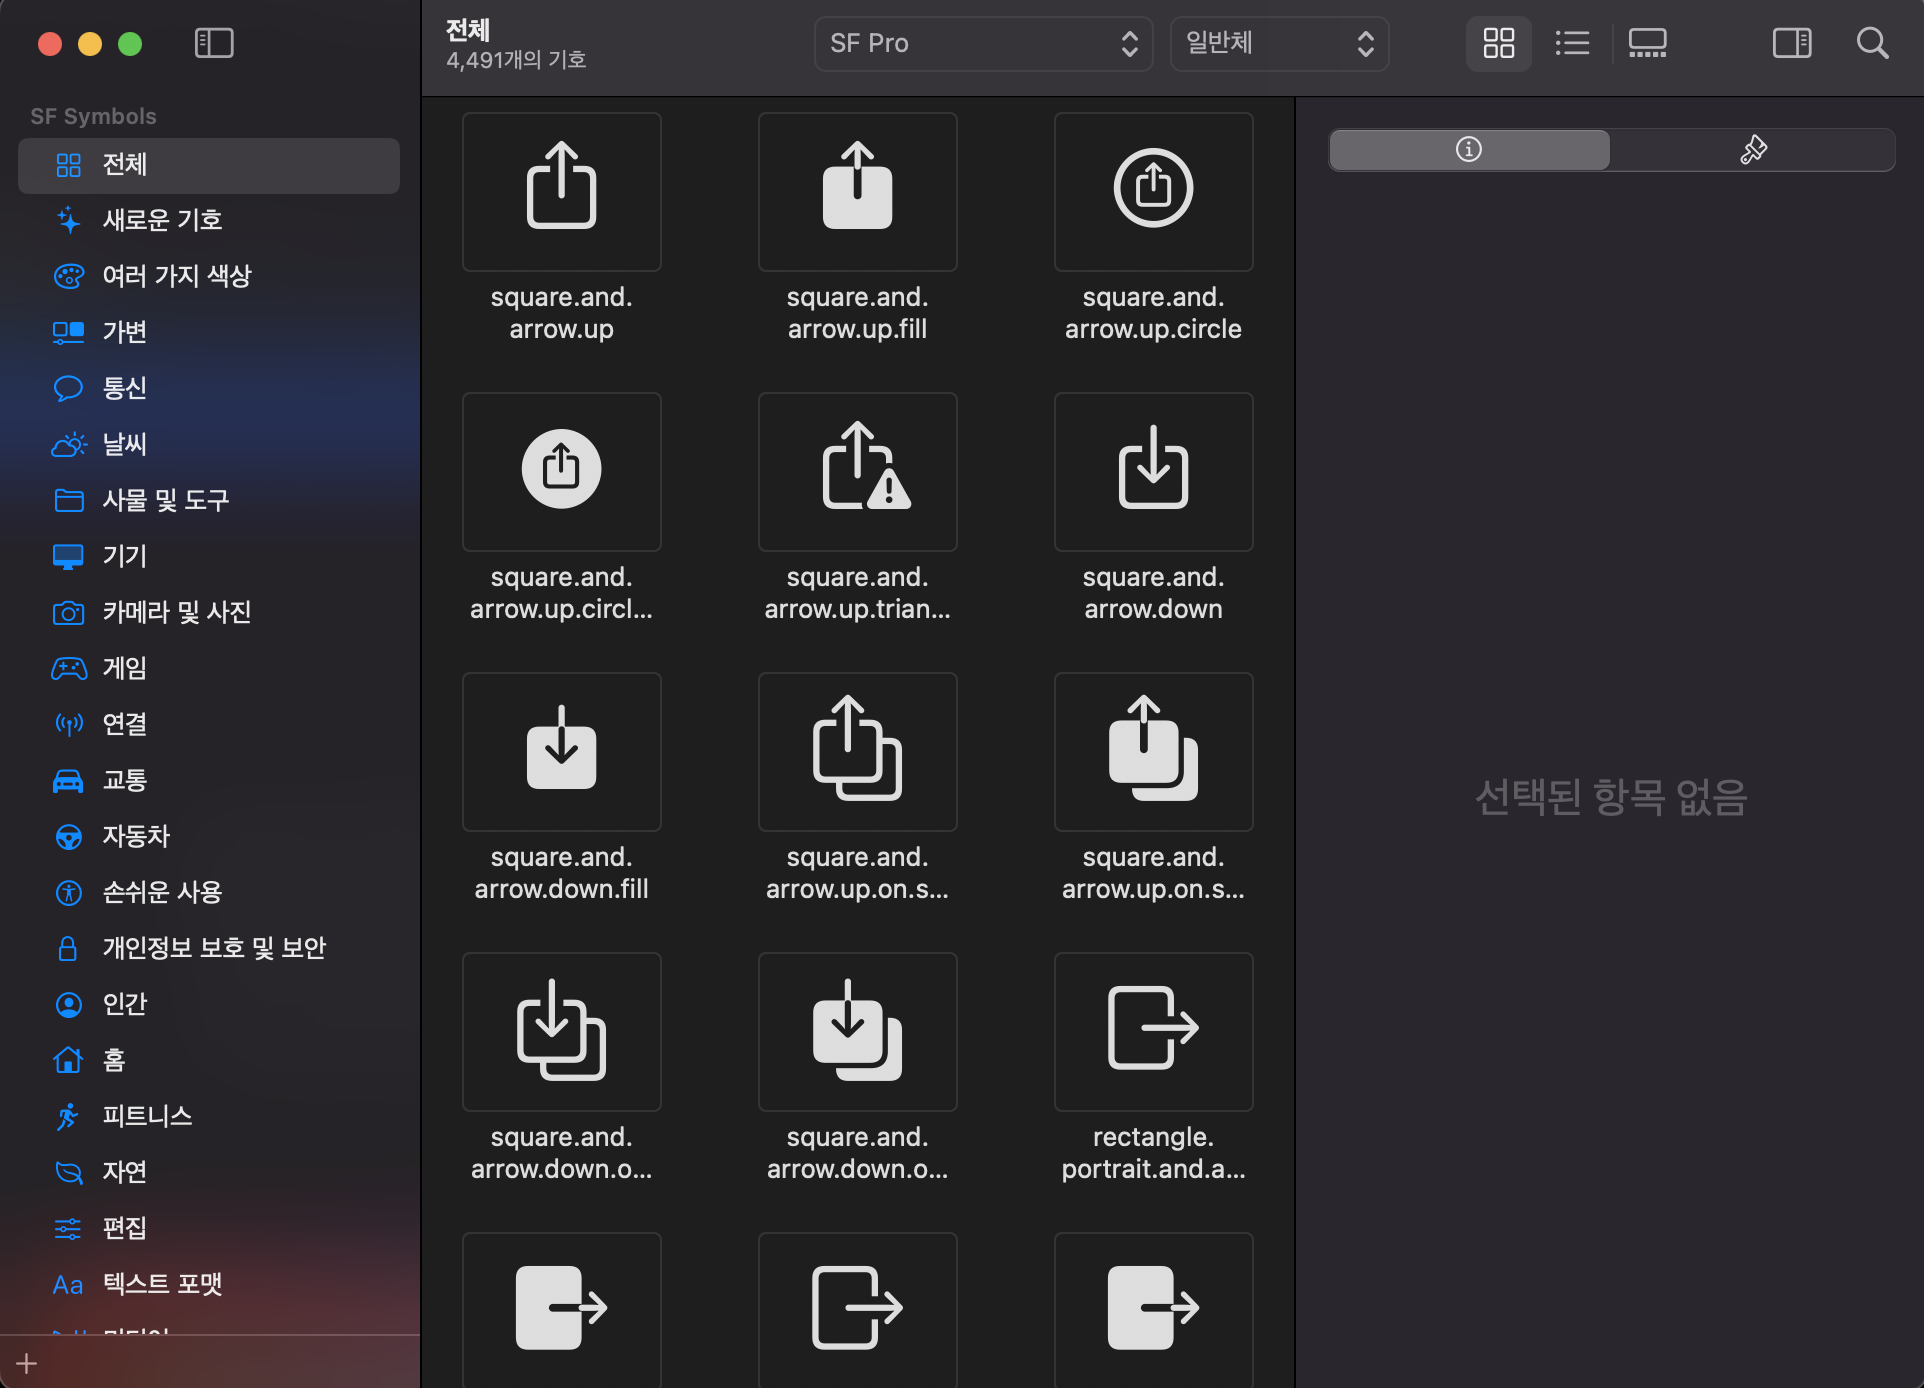 SF Symbols
전체
새로운 기호
여러 가지 색상
가변
통신
날씨
사물 및 도구
기기
카메라 및 사진
게임
연결
교통
자동차
손쉬운 사용
개인정보 보호 및 보안
인간
홈
피트니스
자연
편집
Aa 텍스트 포맷
전체
4,491개의 기호
SF Pro
일반체
square.and.
arrow.up
square.and.
arrow.up.fill
square.and.
arrow.up.circle
square.and.
arrow.up.circl...
square.and.
arrow.up.trian...
square.and.
arrow.down
square.and.
arrow.down.fill
square.and.
arrow.up.on.s...
square.and.
arrow.up.on.s...
square.and.
arrow.down.o...
square.and.
arrow.down.o...
rectangle.
portrait.and.a...
선택된 항목 없음